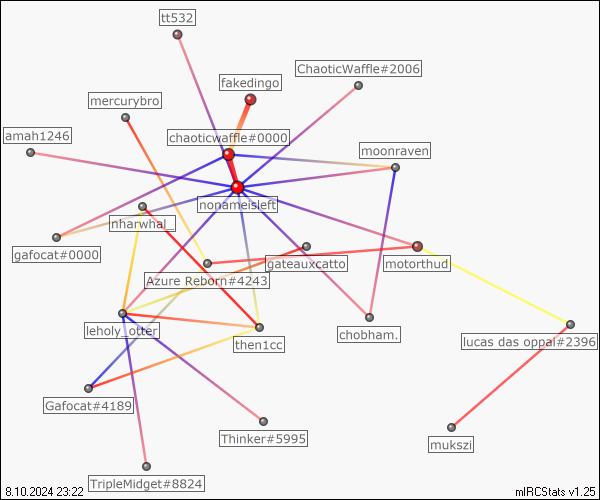 tt532
ChaoticWaffle#2006
fakedingo
mercurybro
amah1246
chaoticwaffle#0000
moonraven
nonameisleft
nharwhal_
gafocat#0000
gateauxcatto
motorthud
Azure Reborn#4243
leholy_otter
then1cc
chobham.
lucas das oppai#2396
Gafocat#4189
Thinker#5995
mukszi
TripleMidget#8824
8.10.2024 23:22
mIRCStats v1.25